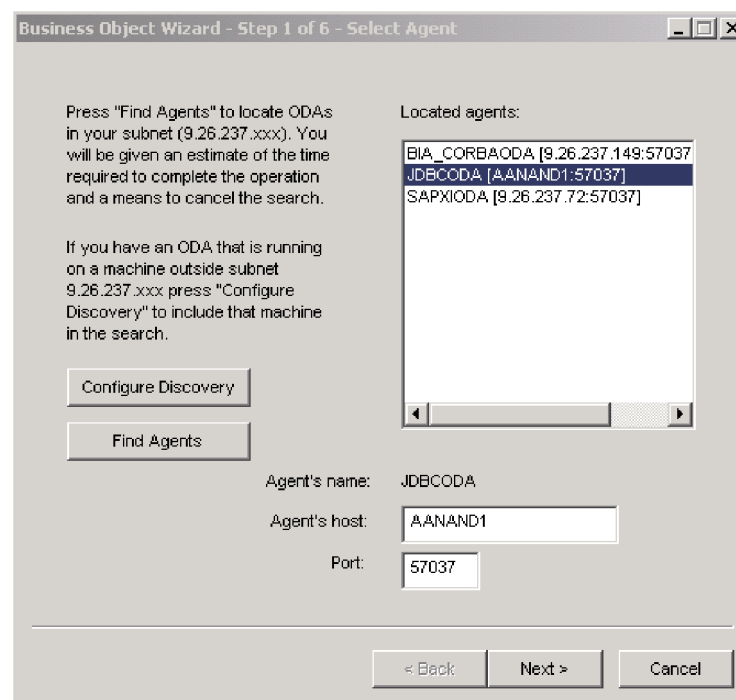 Business Object Wizard - Step 1 of 6 - Select Agent
Press "Find Agents" to locate ODAs
in your subnet (9.26.237.xxx). You
will be given an estimate of the time
required to complete the operation
and a means to cancel the search.
If you have an ODA that is running
on a machine outside subnet
9.26.237.xxx press "Configure
Discovery" to include that machine
in the search.
Configure Discovery
Find Agents
Located agents:
BIA_CORBAODA [9.26.237.149:57037
JDBCODA [AANAND1:57037]
SAPXIODA [9.26.237.72:57037]
Agent's name: JDBCODA
Agent's host: AANAND1
Port: 57037
< Back Next > Cancel